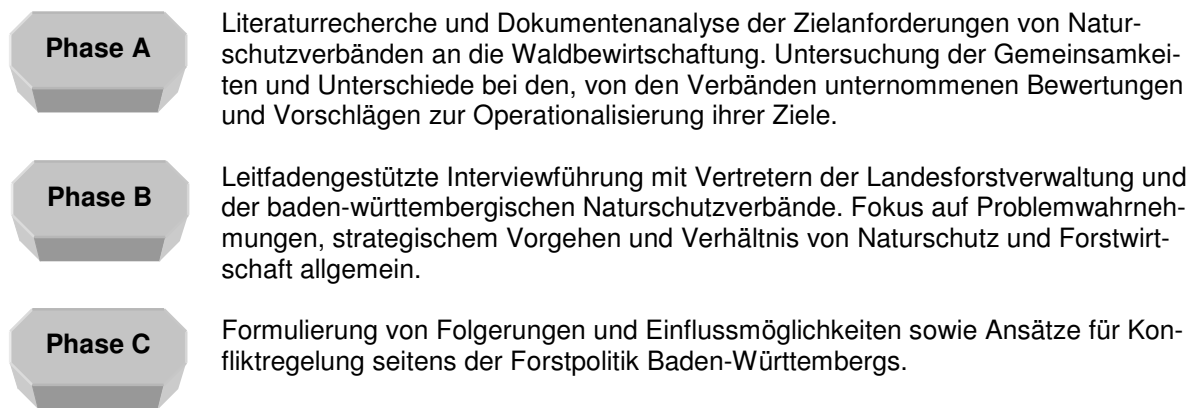 Phase A
Literaturrecherche und Dokumentenanalyse der Zielanforderungen von Natur-
schutzverbänden an die Waldbewirtschaftung. Untersuchung der Gemeinsamkei-
ten und Unterschiede bei den, von den Verbänden unternommenen Bewertungen
und Vorschlägen zur Operationalisierung ihrer Ziele.
Phase B
Leitfadengestützte Interviewführung mit Vertretern der Landesforstverwaltung und
der baden-württembergischen Naturschutzverbände. Fokus auf Problemwahrneh-
mungen, strategischem Vorgehen und Verhältnis von Naturschutz und Forstwirt-
schaft allgemein.
Phase C
Formulierung von Folgerungen und Einflussmöglichkeiten sowie Ansätze für Kon-
fliktregelung seitens der Forstpolitik Baden-Württembergs.